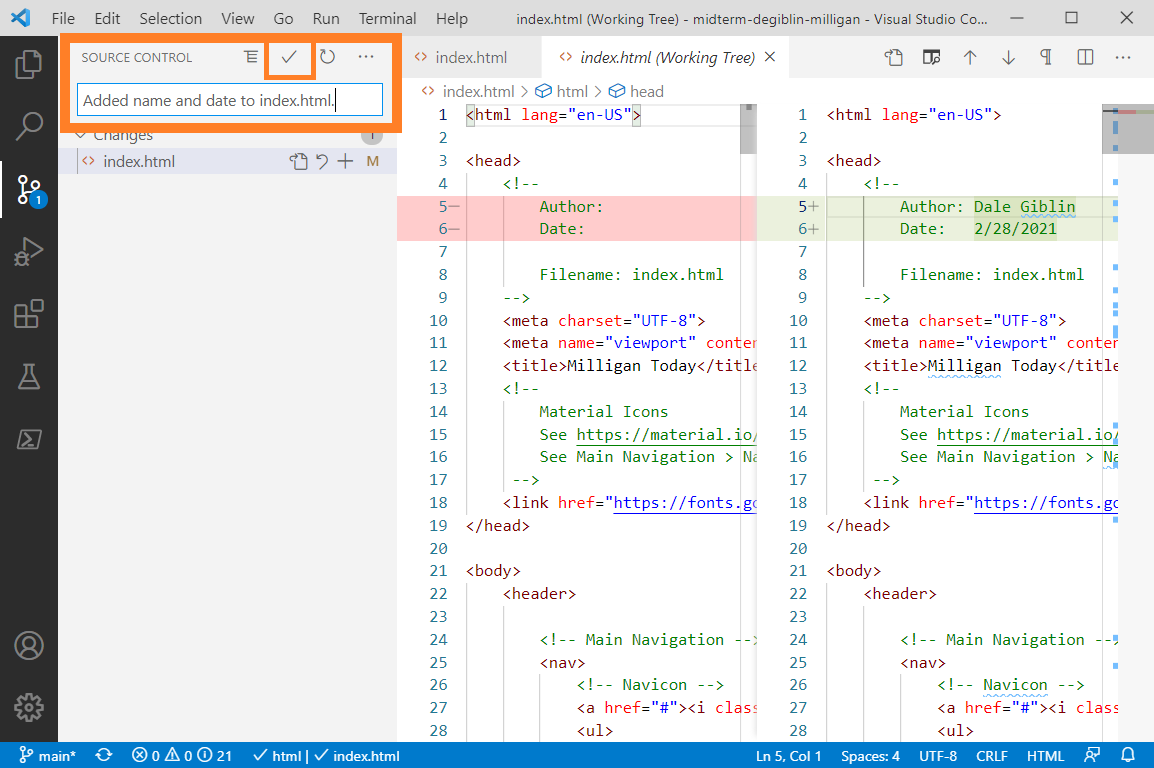 File Edit Selection View Go Run Terminal Help index.html (Working Tree) - midterm-degiblin-milligan - Visual Studio Co...
SOURCE CONTROL
Added name and date to index.html.
Changes
index.html M
1
index.html index.html (Working Tree)
index.html > html > head
1 <html lang="en-US">
2
3 <head>
4 <!--
5− Author:
6− Date:
7
8 Filename: index.html
9 -->
10 <meta charset="UTF-8">
11 <meta name="viewport" conter
12 <title>Milligan Today</title
13 <!--
14 Material Icons
15 See https://material.io/
16 See Main Navigation > Na
17 -->
18 <link href="https://fonts.go
19 </head>
20
21 <body>
22 <header>
23
24 <!-- Main Navigation --
25 <nav>
26 <!-- Navicon -->
27 <a href="#"><i class
28 <ul>
1 <html lang="en-US">
2
3 <head>
4 <!--
5+ Author: Dale Giblin
6+ Date: 2/28/2021
7
8 Filename: index.html
9 -->
10 <meta charset="UTF-8">
11 <meta name="viewport" conter
12 <title>Milligan Today</title
13 <!--
14 Material Icons
15 See https://material.io/
16 See Main Navigation > Na
17 -->
18 <link href="https://fonts.go
19 </head>
20
21 <body>
22 <header>
23
24 <!-- Main Navigation --
25 <nav>
26 <!-- Navicon -->
27 <a href="#"><i class
28 <ul>
main* 0 0 21 html | index.html Ln 5, Col 1 Spaces: 4 UTF-8 CRLF HTML